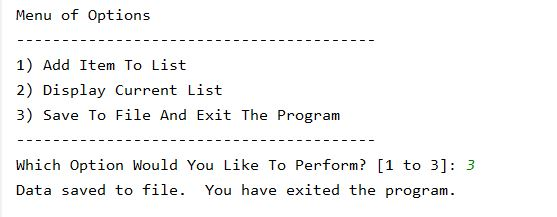 Menu of Options
----------------------------------------
1) Add Item To List
2) Display Current List
3) Save To File And Exit The Program
----------------------------------------
Which Option Would You Like To Perform? [1 to 3]: 3
Data saved to file.  You have exited the program.